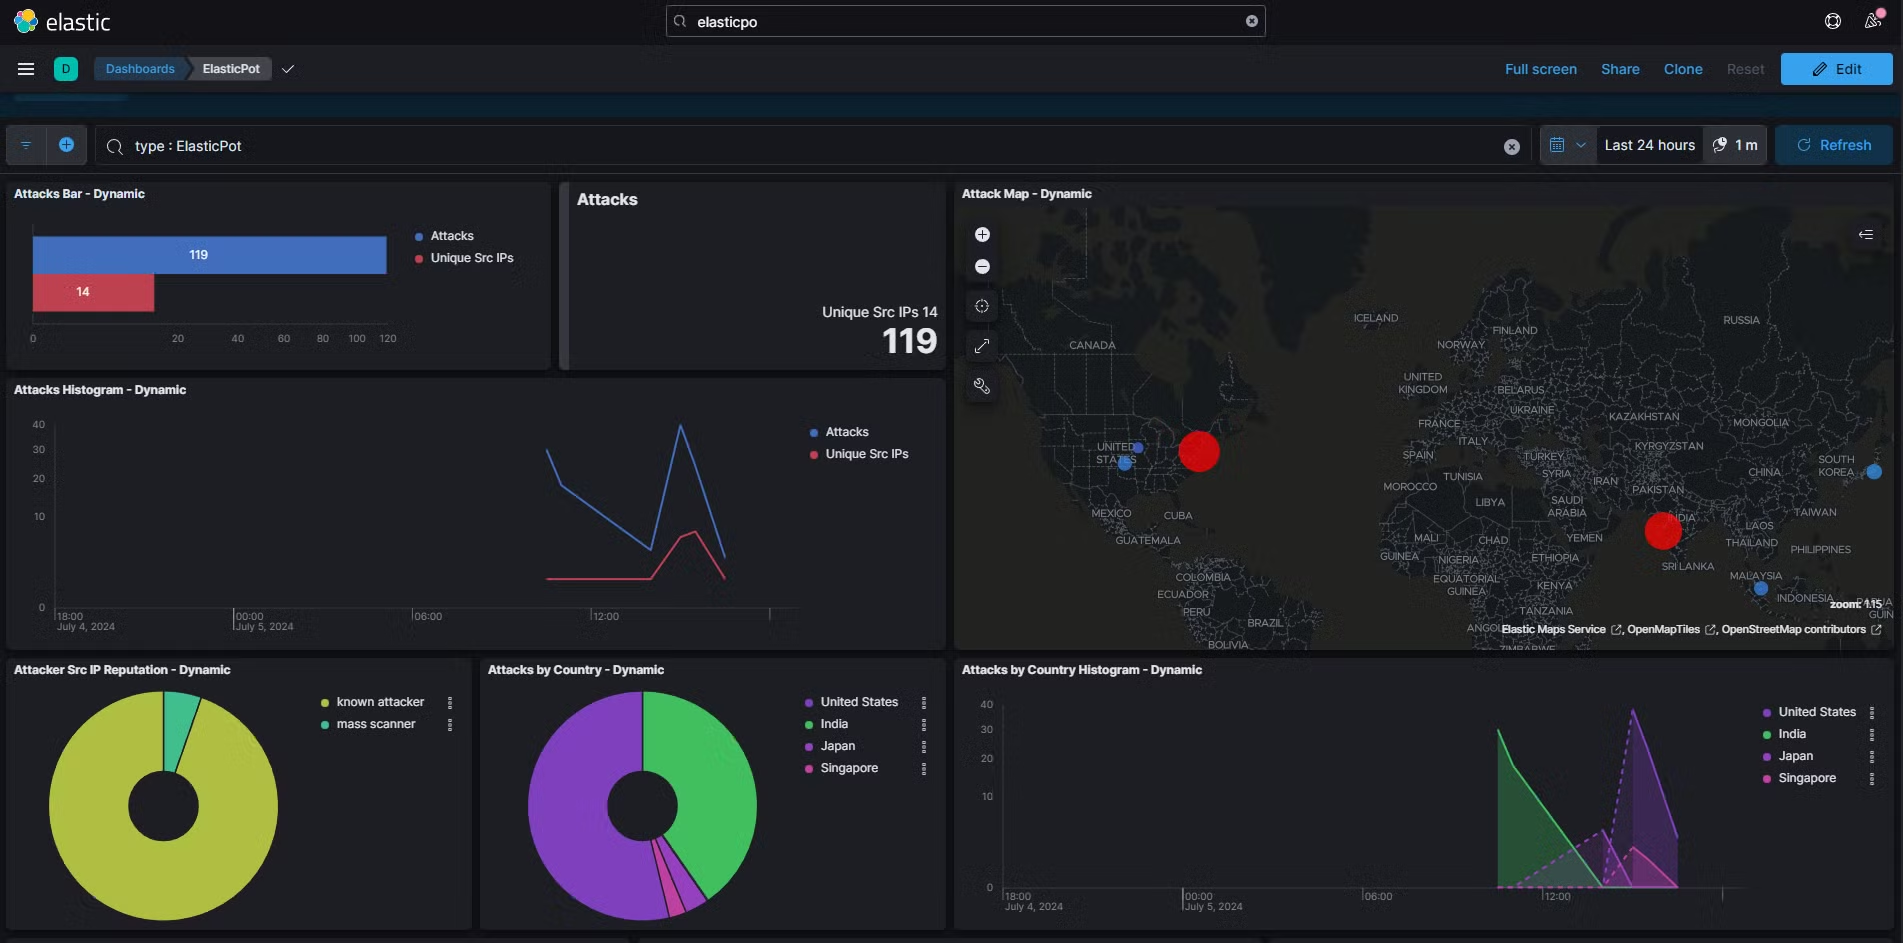 elastic
elasticpo
D
Dashboards
ElasticPot
Full screen
Share
Clone
Reset
Edit
type : ElasticPot
Last 24 hours
1 m
Refresh
Attacks Bar - Dynamic
119
14
0 20 40 60 80 100 120
Attacks
Unique Src IPs
Attacks
Unique Src IPs 14
119
Attack Map - Dynamic
ICELAND
RUSSIA
FINLAND
CANADA
NORWAY
UNITED
KINGDOM
BELARUS
UKRAINE
KAZAKHSTAN
FRANCE
MONGOLIA
ITALY
UNITED
STATES
KYRGYZSTAN
SPAIN
TURKEY
SOUTH
KOREA
SYRIA
CHINA
TUNISIA
IRAN
MOROCCO
PAKISTAN
LIBYA
SAUDI
ARABIA
MEXICO
CUBA
TAIWAN
INDIA
LAOS
GUATEMALA
MALI
CHAD
YEMEN
THAILAND
PHILIPPINES
GUINEA
NIGERIA
ETHIOPIA
SRI LANKA
COLOMBIA
EQUATORIAL
GUINEA
MALAYSIA
ECUADOR
KENYA
INDONESIA
PERU
TANZANIA
zoom: 1.15
BRAZIL
BOLIVIA
Elastic Maps Service , OpenMapTiles , OpenStreetMap contributors
Attacks Histogram - Dynamic
40
30
20
10
0
18:00
July 4, 2024
00:00
July 5, 2024
06:00
12:00
Attacks
Unique Src IPs
Attacker Src IP Reputation - Dynamic
known attacker
mass scanner
Attacks by Country - Dynamic
United States
India
Japan
Singapore
Attacks by Country Histogram - Dynamic
40
30
20
10
0
18:00
July 4, 2024
00:00
July 5, 2024
06:00
12:00
United States
India
Japan
Singapore